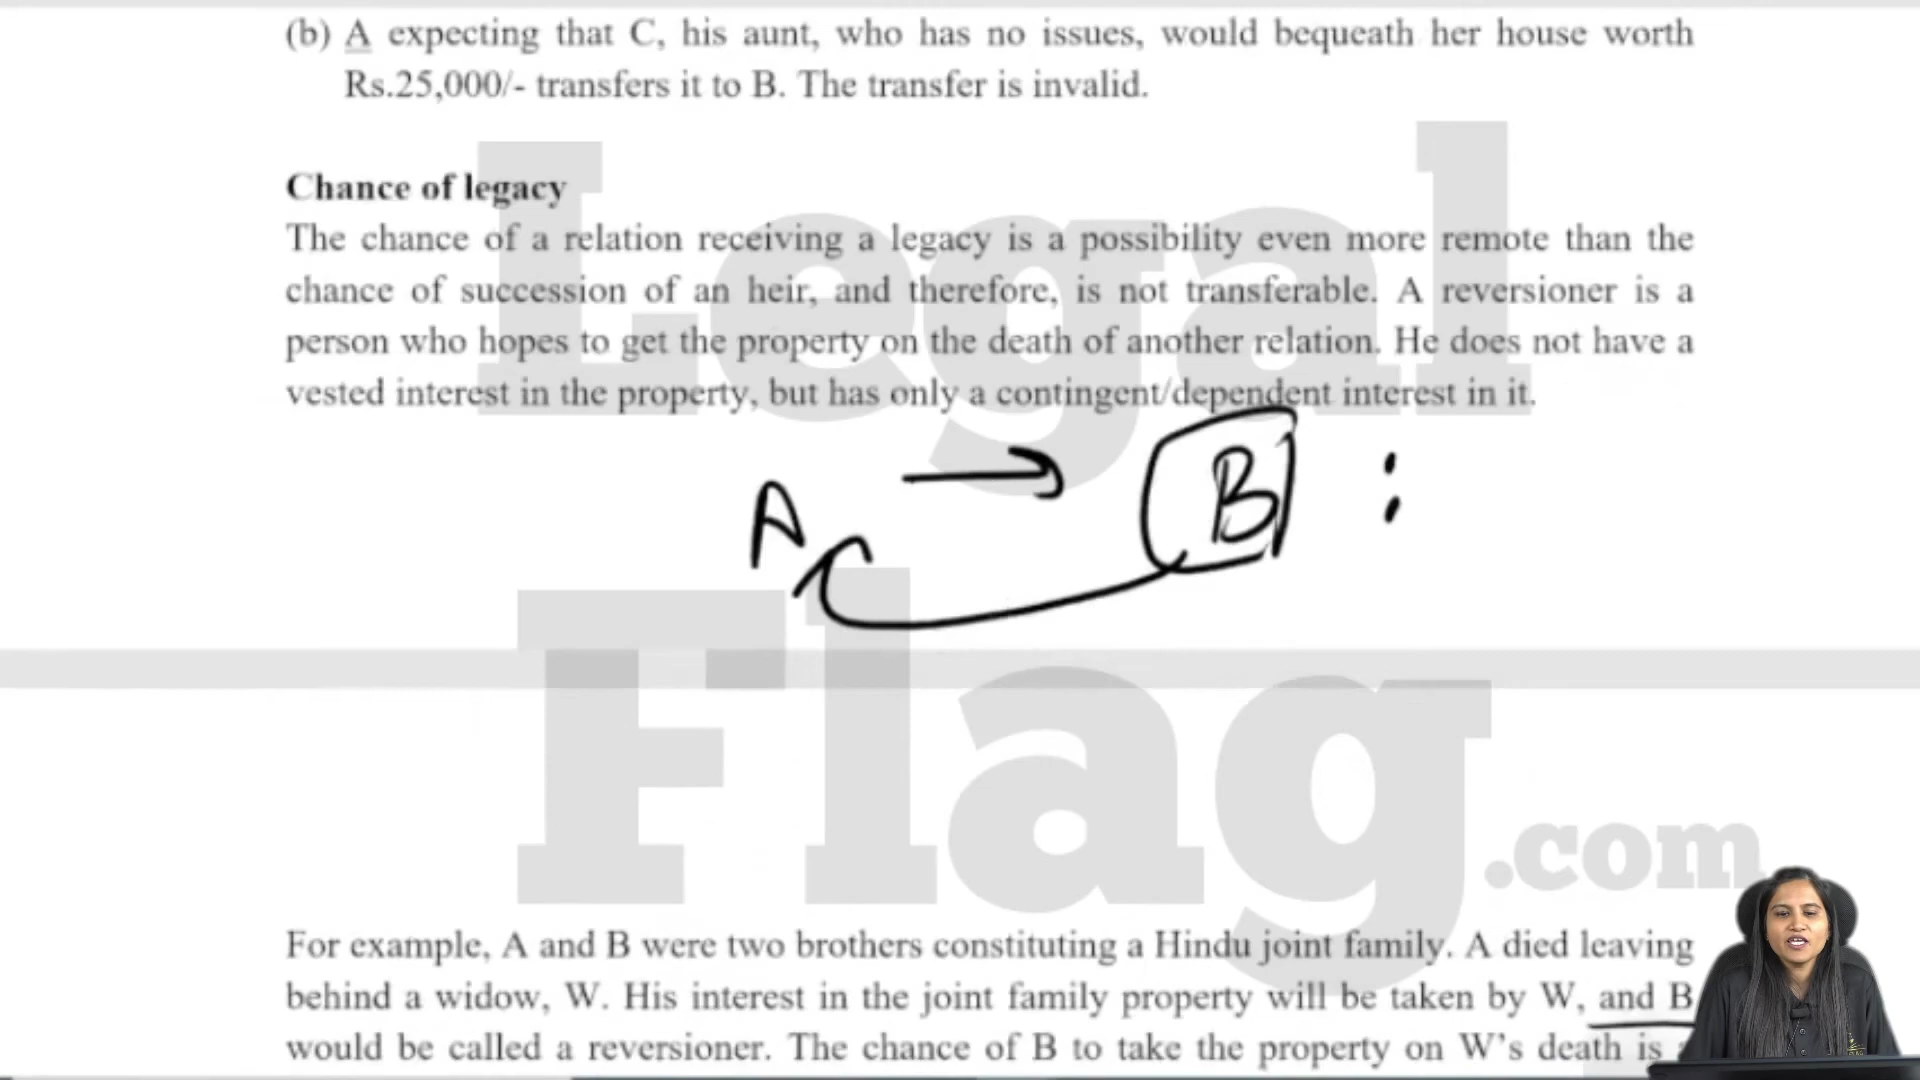 (b) A expecting that C, his aunt, who has no issues, would bequeath her house worth
Rs.25,000/- transfers it to B. The transfer is invalid.
Chance of legacy
The chance of a relation receiving a legacy is a possibility even more remote than the
chance of succession of an heir, and therefore, is not transferable. A reversioner is a
person who hopes to get the property on the death of another relation. He does not have a
vested interest in the property, but has only a contingent/dependent interest in it.
A → B :
Legal
Flag
.com
For example, A and B were two brothers constituting a Hindu joint family. A died leaving
behind a widow, W. His interest in the joint family property will be taken by W, and B
would be called a reversioner. The chance of B to take the property on W's death is